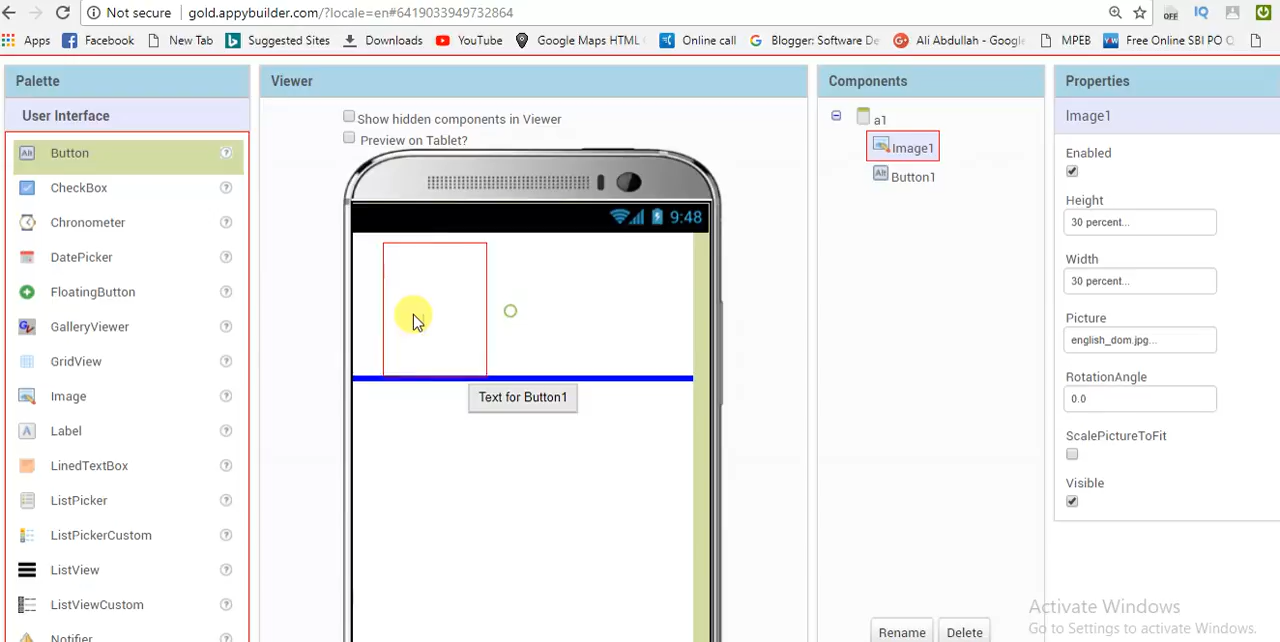 Not secure
gold.appybuilder.com/?locale=en#6419033949732864
OFF
IQ
Apps
Facebook
New Tab
Suggested Sites
Downloads
YouTube
Google Maps HTML
Online call
Blogger: Software De
Ali Abdullah - Google
MPEB
YW
Free Online SBI PO
Palette
User Interface
Button
CheckBox
Chronometer
DatePicker
FloatingButton
GalleryViewer
GridView
Image
Label
LinedTextBox
ListPicker
ListPickerCustom
ListView
ListViewCustom
Notifier
Viewer
Show hidden components in Viewer
Preview on Tablet?
9:48
Text for Button1
Components
a1
Image1
Button1
Rename
Delete
Properties
Image1
Enabled
Height
30 percent...
Width
30 percent...
Picture
english_dom.jpg...
RotationAngle
0.0
ScalePictureToFit
Visible
Activate Windows
Go to Settings to activate Windows.